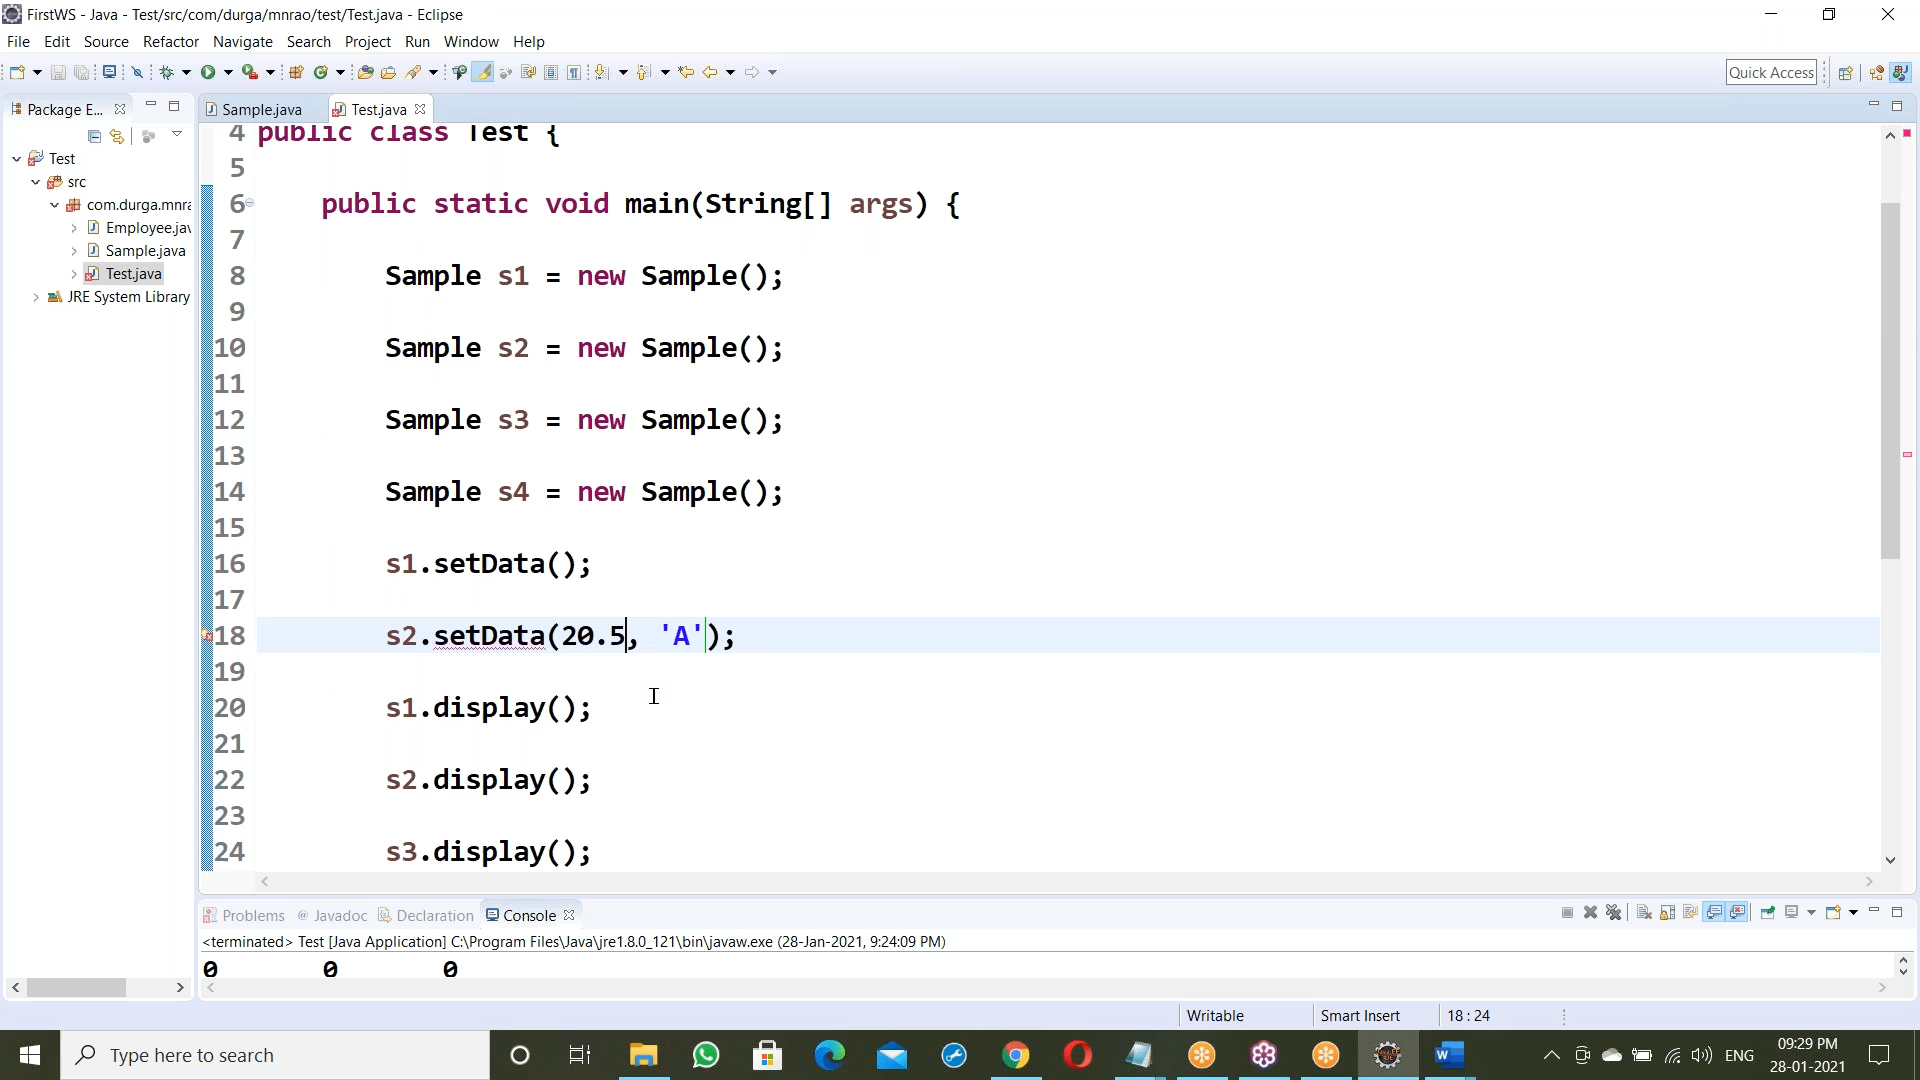 FirstWS - Java - Test/src/com/durga/mnrao/test/Test.java - Eclipse
File Edit Source Refactor Navigate Search Project Run Window Help
Quick Access
Package E...
Sample.java
Test.java
Test
src
com.durga.mnra
Employee.jav
Sample.java
Test.java
JRE System Library
4 public class Test {
5
6 public static void main(String[] args) {
7
8 Sample s1 = new Sample();
9
10 Sample s2 = new Sample();
11
12 Sample s3 = new Sample();
13
14 Sample s4 = new Sample();
15
16 s1.setData();
17
18 s2.setData(20.5, 'A');
19
20 s1.display();
21
22 s2.display();
23
24 s3.display();
Problems @ Javadoc Declaration Console
<terminated> Test [Java Application] C:\Program Files\Java\jre1.8.0_121\bin\javaw.exe (28-Jan-2021, 9:24:09 PM)
0 0 0
Writable Smart Insert 18 : 24
Type here to search
ENG
09:29 PM
28-01-2021